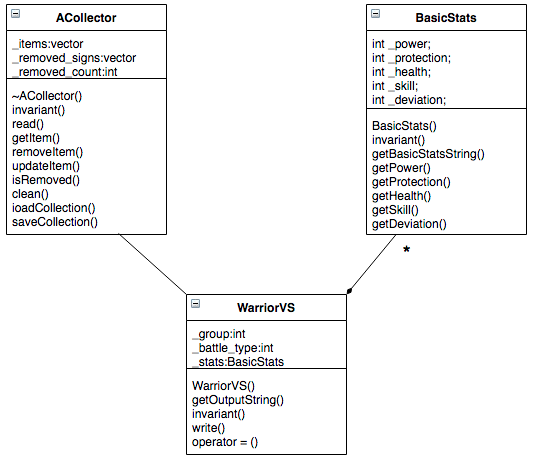 ACollector
_items:vector
_removed_signs:vector
_removed_count:int
~ACollector()
invariant()
read()
getItem()
removeItem()
updateItem()
isRemoved()
clean()
ioadCollection()
saveCollection()
BasicStats
int _power;
int _protection;
int _health;
int _skill;
int _deviation;
BasicStats()
invariant()
getBasicStatsString()
getPower()
getProtection()
getHealth()
getSkill()
getDeviation()
*
WarriorVS
_group:int
_battle_type:int
_stats:BasicStats
WarriorVS()
getOutputString()
invariant()
write()
operator = ()